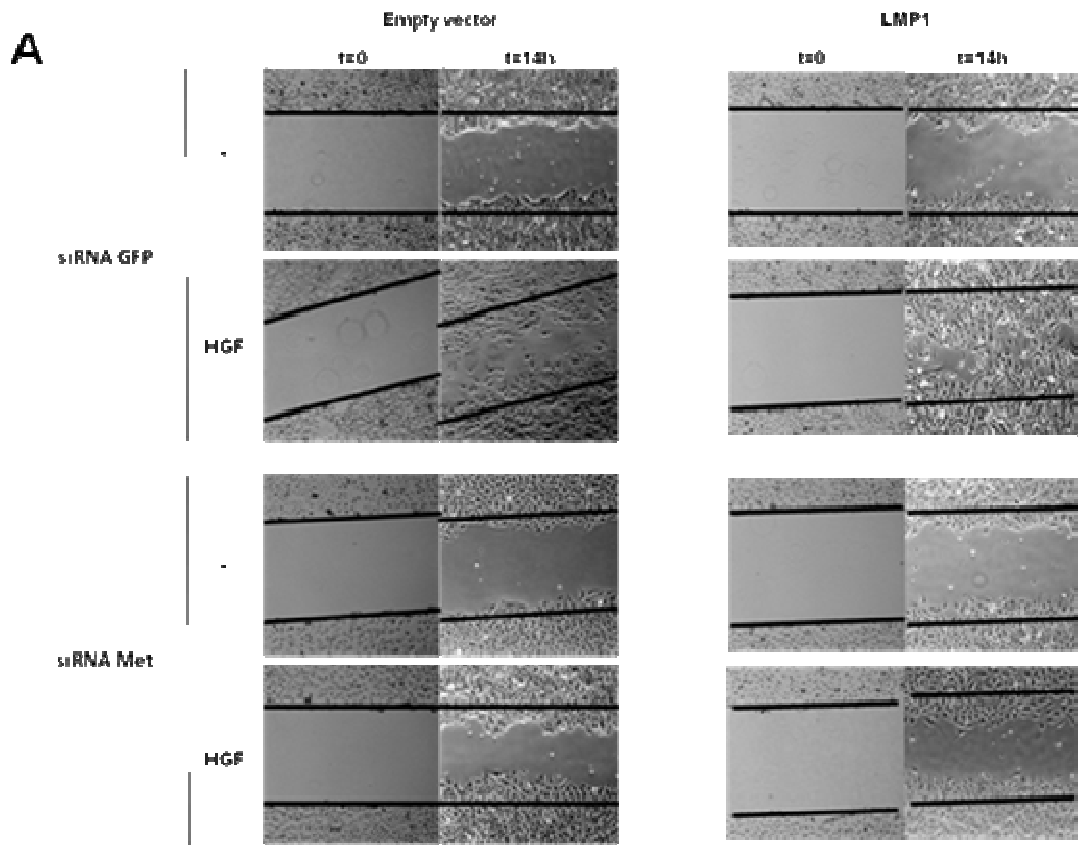 A
Empty vector
LMP1
t=0
t=14h
t=0
t=14h
-
siRNA GFP
HGF
-
siRNA Met
HGF